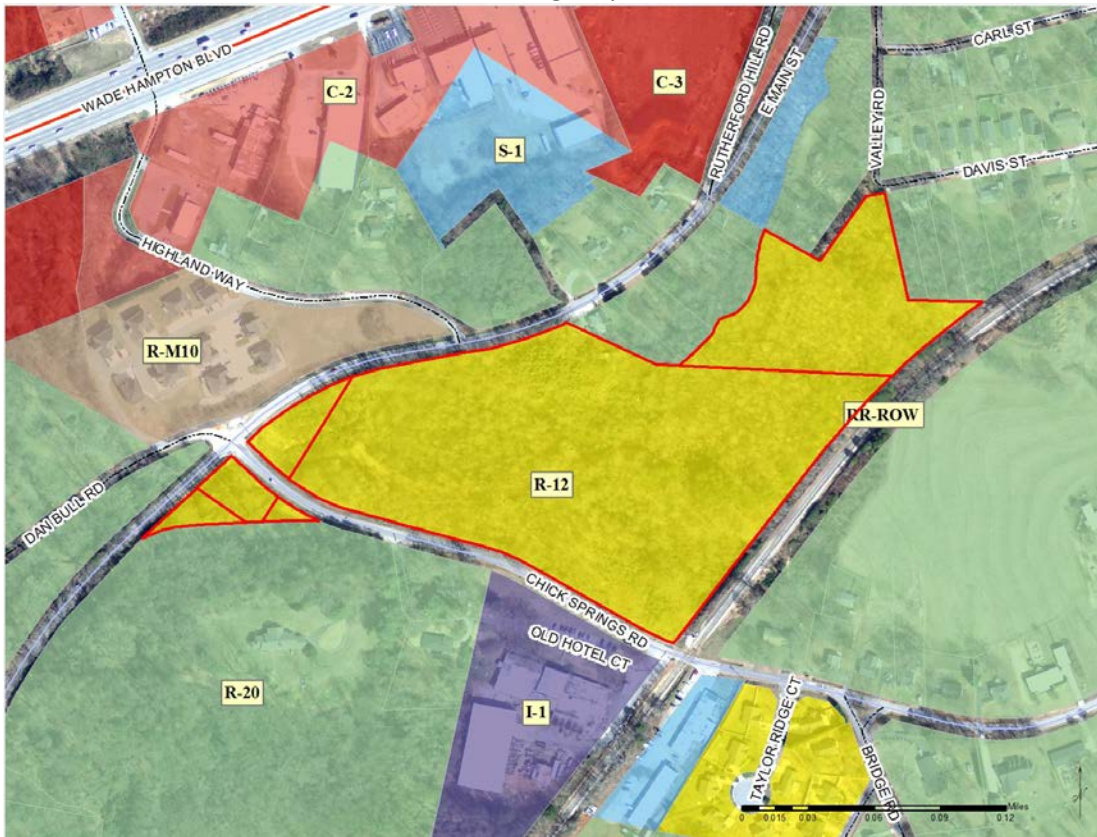 WADE HAMPTON BLVD
C-2
C-3
S-1
RUTHERFORD HILL RD
E MAIN ST
CARL ST
VALLEY RD
DAVIS ST
HIGHLAND WAY
R-M10
RR-ROW
R-12
DAN BULL RD
CHICK SPRINGS RD
OLD HOTEL CT
R-20
I-1
TAYLOR RIDGE CT
BRIDGE RD
Miles
0 0.015 0.03 0.06 0.09 0.12